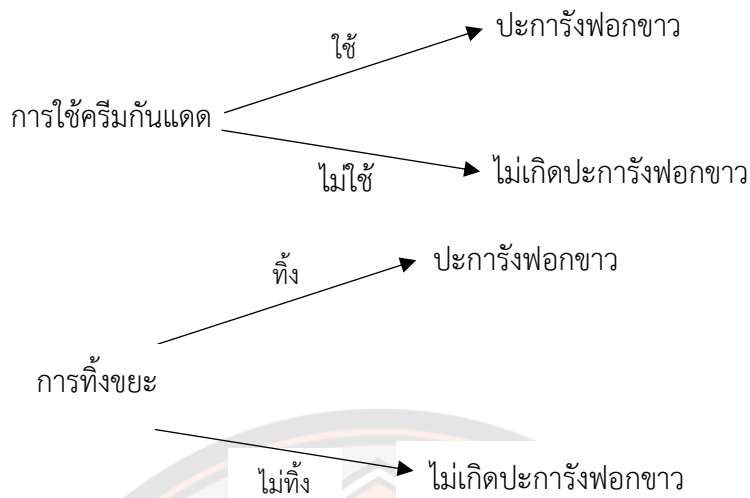 ใช้
ปะการังฟอกขาว
การใช้ครีมกันแดด
ไม่ใช้
ไม่เกิดปะการังฟอกขาว
ทิ้ง
ปะการังฟอกขาว
การทิ้งขยะ
ไม่ทิ้ง
ไม่เกิดปะการังฟอกขาว